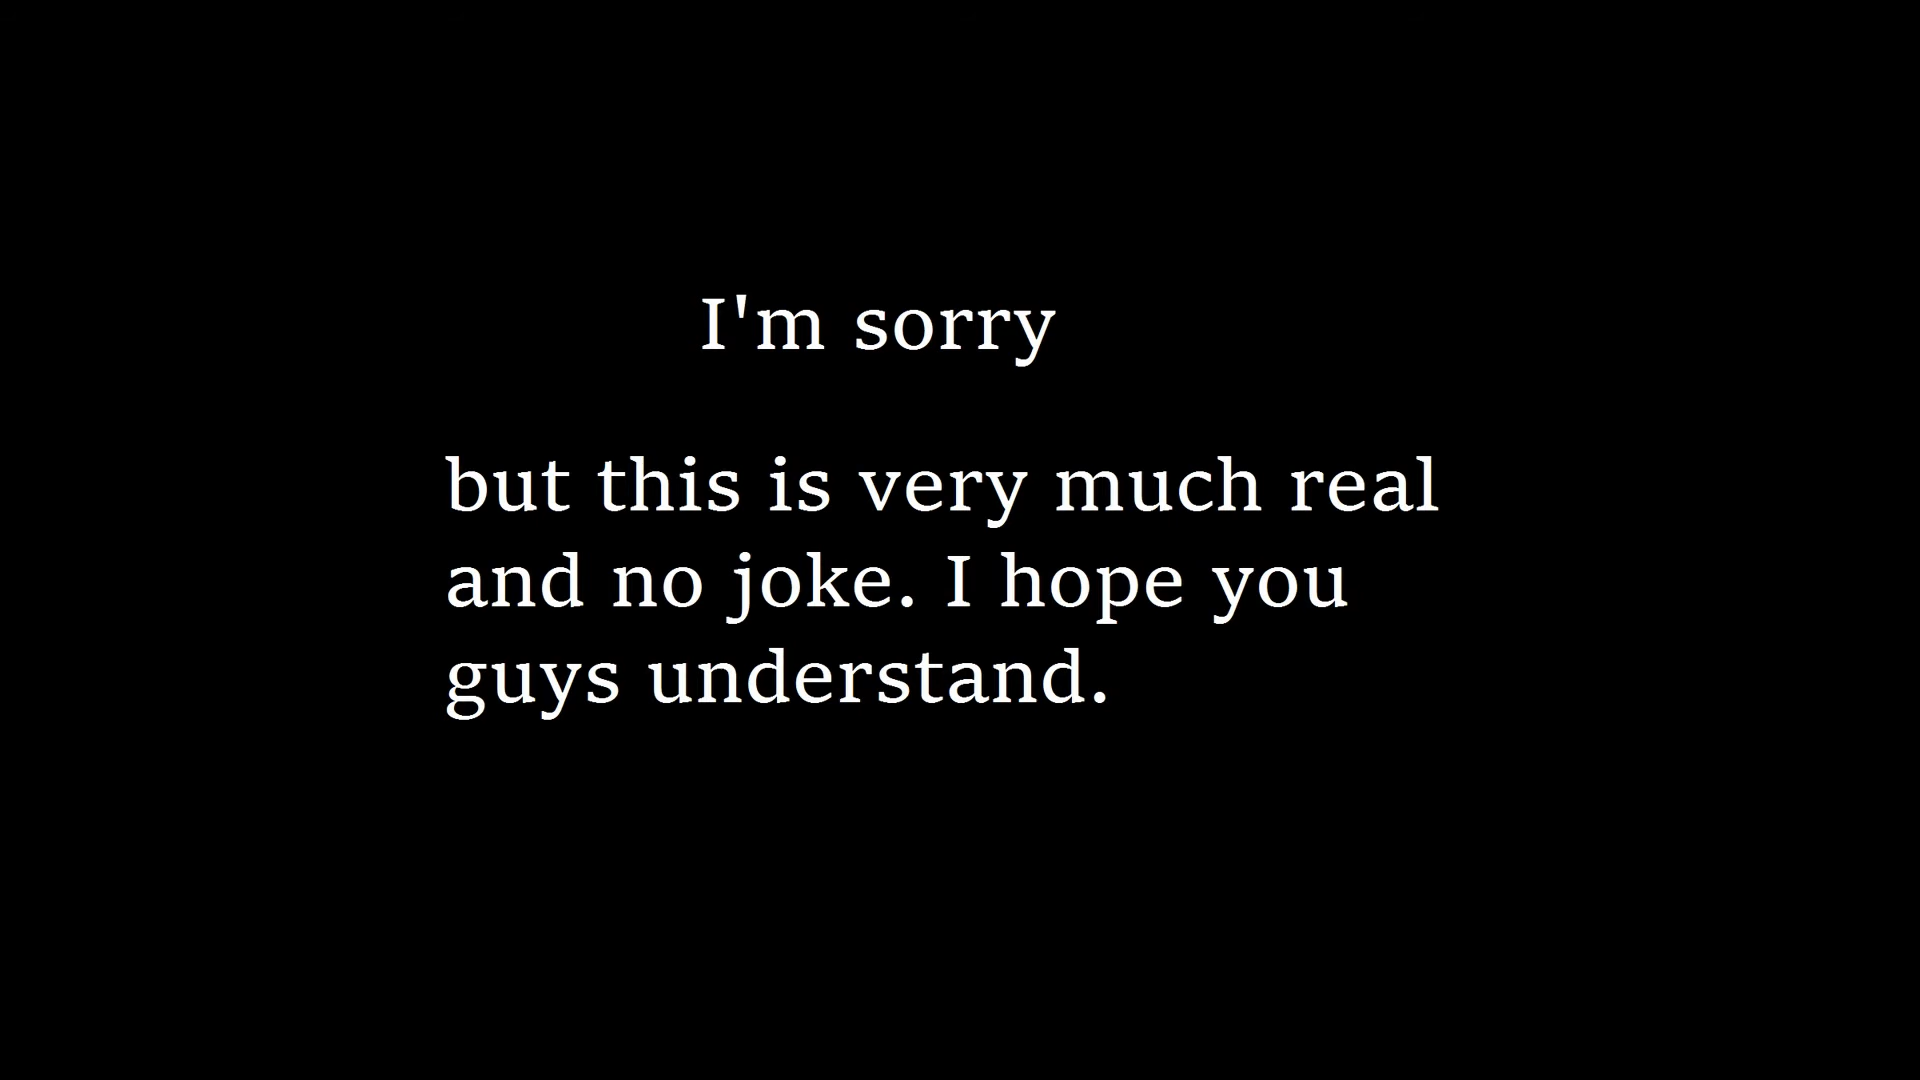 I'm sorry
but this is very much real
and no joke. I hope you
guys understand.